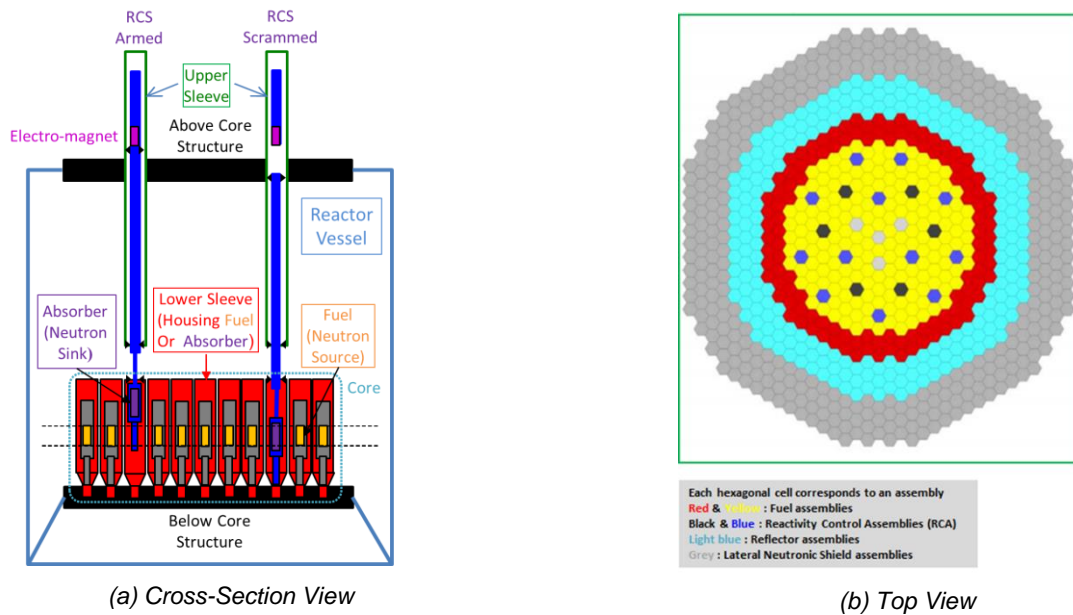 RCS
Armed
RCS
Scrammed
Upper
Sleeve
Electro-magnet
Above Core
Structure
Reactor
Vessel
Absorber
(Neutron
Sink)
Lower Sleeve
(Housing Fuel
Or Absorber)
Fuel
(Neutron
Source)
Core
Below Core
Structure
(a) Cross-Section View
Each hexagonal cell corresponds to an assembly
Red & Yellow : Fuel assemblies
Black & Blue : Reactivity Control Assemblies (RCA)
Light blue : Reflector assemblies
Grey : Lateral Neutronic Shield assemblies
(b) Top View